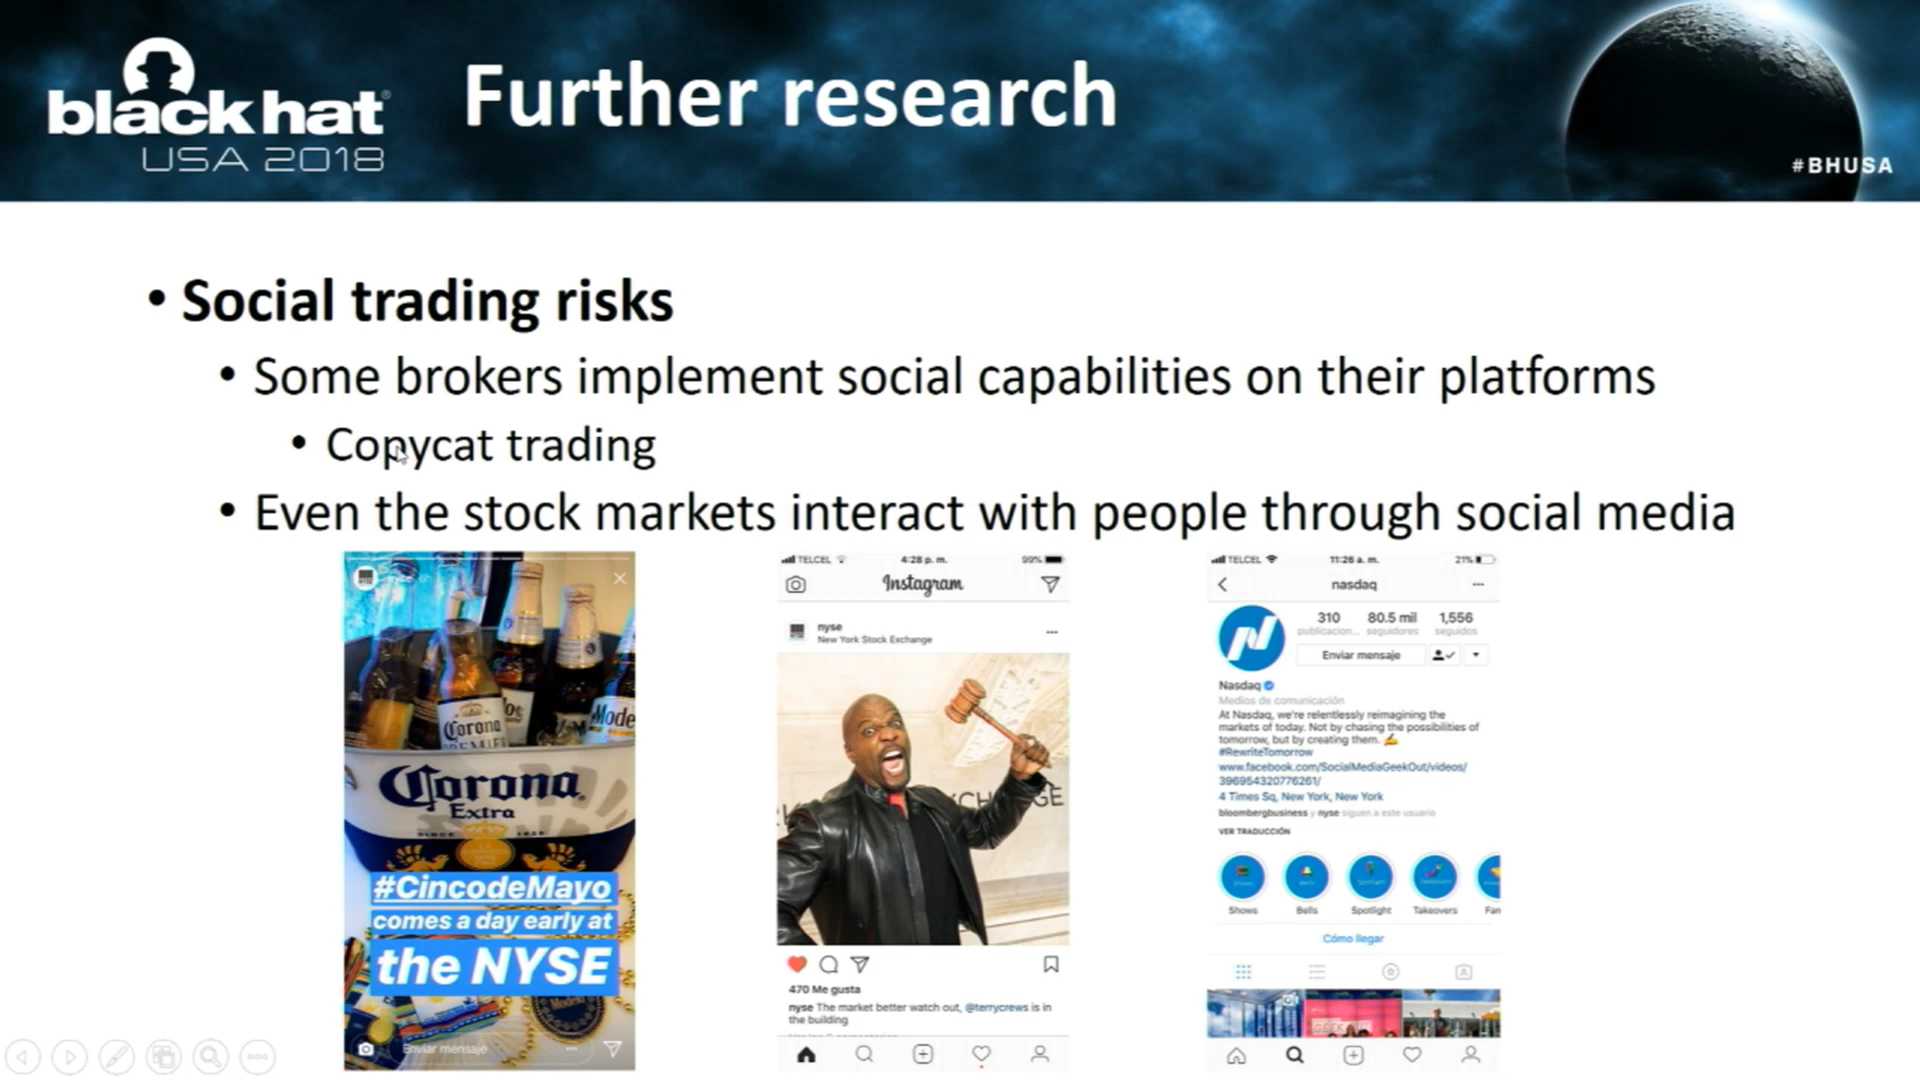 black hat
USA 2018
Further research
#BHUSA
• Social trading risks
• Some brokers implement social capabilities on their platforms
• Copycat trading
• Even the stock markets interact with people through social media
Corona
Mode
Corona
Extra
#CincodeMayo
comes a day early at
the NYSE
Enviar mensaje
TELCEL 4:28 p. m. 99%
Instagram
nyse
New York Stock Exchange
470 Me gusta
nyse The market better watch out, @terrycrews is in
the building
TELCEL 11:26 a. m. 21%
nasdaq
310 80.5 mil 1,556
publicacion... seguidores seguidos
Enviar mensaje
Nasdaq
Medios de comunicación
At Nasdaq, we're relentlessly reimagining the
markets of today. Not by chasing the possibilities of
tomorrow, but by creating them. ✍
#RewriteTomorrow
www.facebook.com/SocialMediaGeekOut/videos/
396954320776261/
4 Times Sq, New York, New York
bloombergbusiness y nyse siguen a este usuario
VER TRADUCCIÓN
Shows Bells Spotlight Takeovers Fan
Cómo llegar